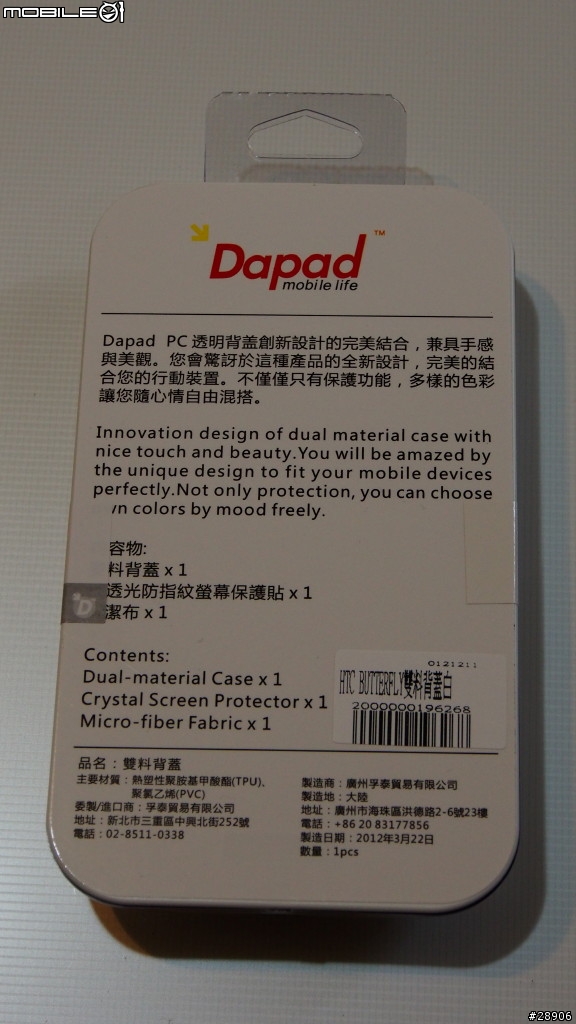 MOBILE01
Dapad™
mobile life
Dapad PC 透明背盖創新設計的完美結合，兼具手感
與美觀。您會驚訝於這種產品的全新設計，完美的結
合您的行動裝置。不僅僅只有保護功能，多樣的色彩
讓您隨心情自由混搭。
Innovation design of dual material case with
nice touch and beauty.You will be amazed by
the unique design to fit your mobile devices
perfectly.Not only protection, you can choose
colors by mood freely.
容物:
料背蓋 x 1
透光防指紋螢幕保護貼 x 1
潔布 x 1
Contents:
Dual-material Case x 1
Crystal Screen Protector x 1
Micro-fiber Fabric x 1
0121211
HTC BUTTERFLY雙料背蓋白
2000000196268
品名：雙料背蓋
主要材質：熱塑性聚胺基甲酸酯(TPU)、
聚氯乙烯(PVC)
委製/進口商：孚泰貿易有限公司
地址：新北市三重區中興北街252號
電話：02-8511-0338
製造商：廣州孚泰貿易有限公司
製造地：大陸
地址：廣州市海珠區洪德路2-6號23樓
電話：+86 20 83177856
製造日期：2012年3月22日
數量：1pcs
#28906